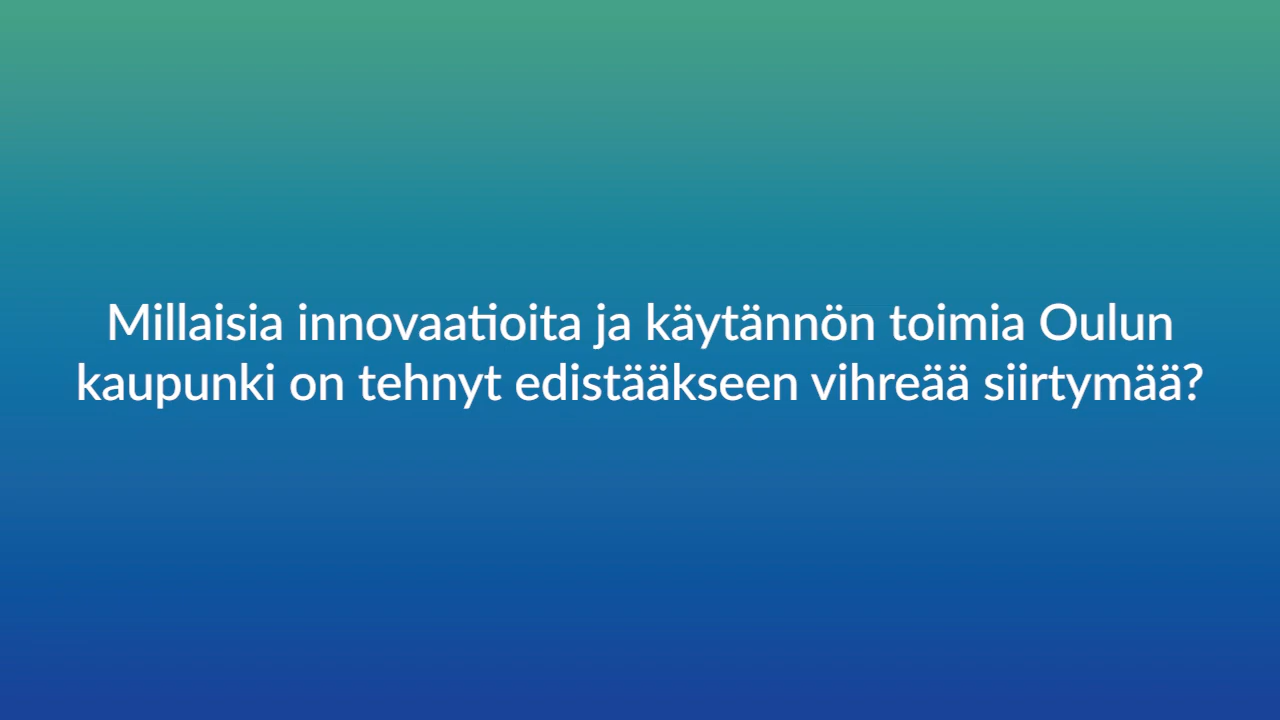 Millaisia innovaatioita ja käytännön toimia Oulun
kaupunki on tehnyt edistääkseen vihreää siirtymää?